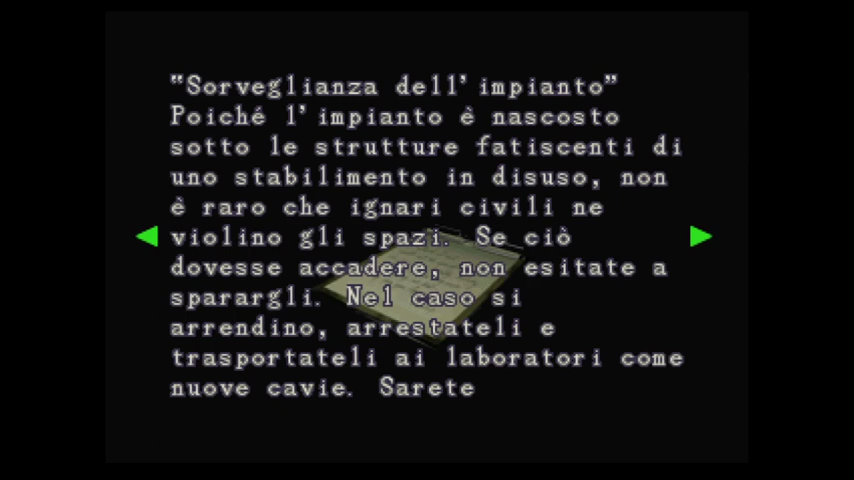 "Sorveglianza dell'impianto"
Poiché l'impianto è nascosto
sotto le strutture fatiscenti di
uno stabilimento in disuso, non
è raro che ignari civili ne
violino gli spazi. Se ciò
dovesse accadere, non esitate a
sparargli. Nel caso si
arrendino, arrestateli e
trasportateli ai laboratori come
nuove cavie. Sarete